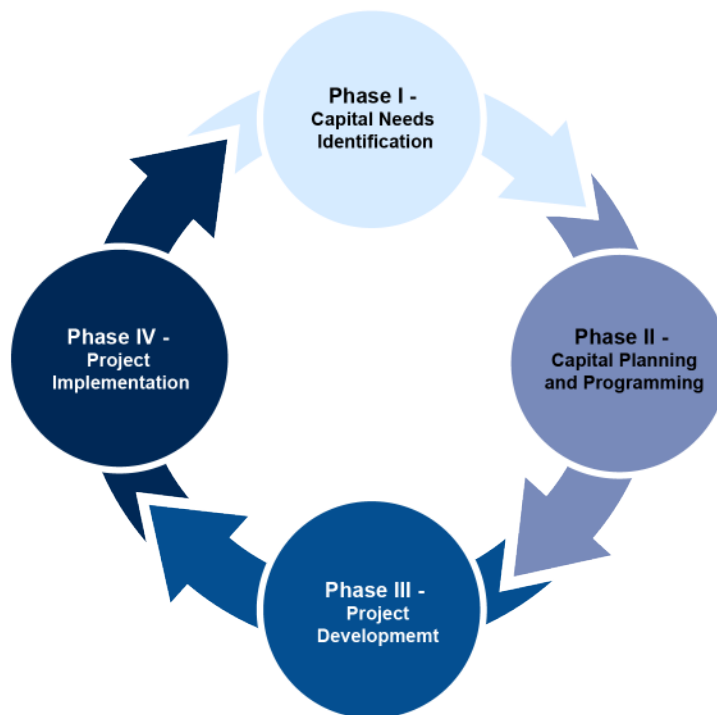 Phase I -
Capital Needs
Identification
Phase II -
Capital Planning
and Programming
Phase III -
Project
Developmemt
Phase IV -
Project
Implementation